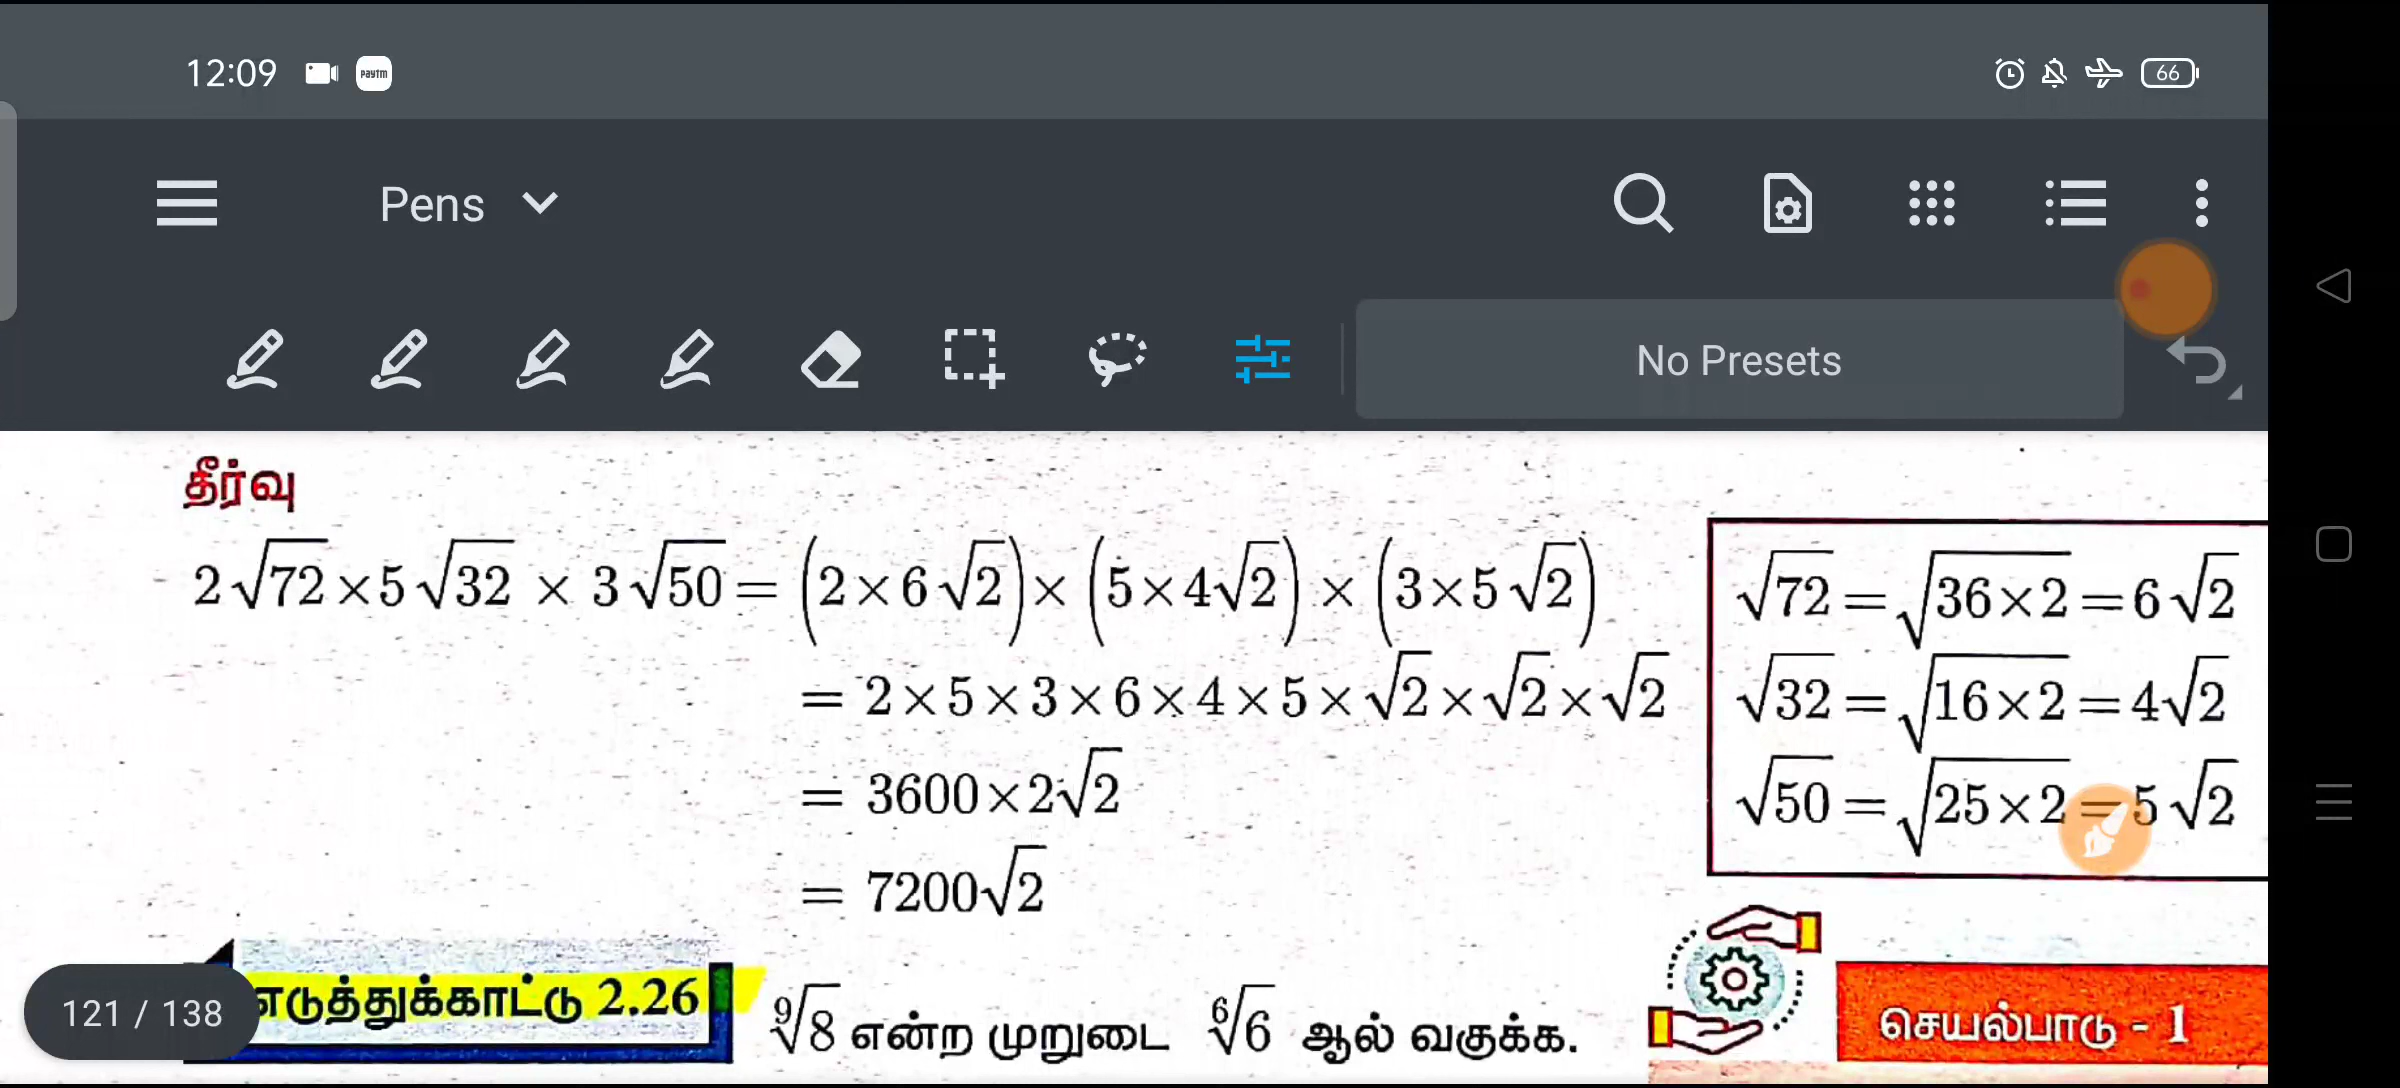 12:09 paytm 66
Pens
No Presets
தீர்வு
2√72 × 5√32 × 3√50 = (2×6√2) × (5×4√2) × (3×5√2)
= 2×5×3×6×4×5×√2×√2×√2
= 3600×2√2
= 7200√2
√72 = √36×2 = 6√2
√32 = √16×2 = 4√2
√50 = √25×2 = 5√2
121 / 138
எடுத்துக்காட்டு 2.26 ⁹√8 என்ற முறுடை ⁶√6 ஆல் வகுக்க.
செயல்பாடு - 1